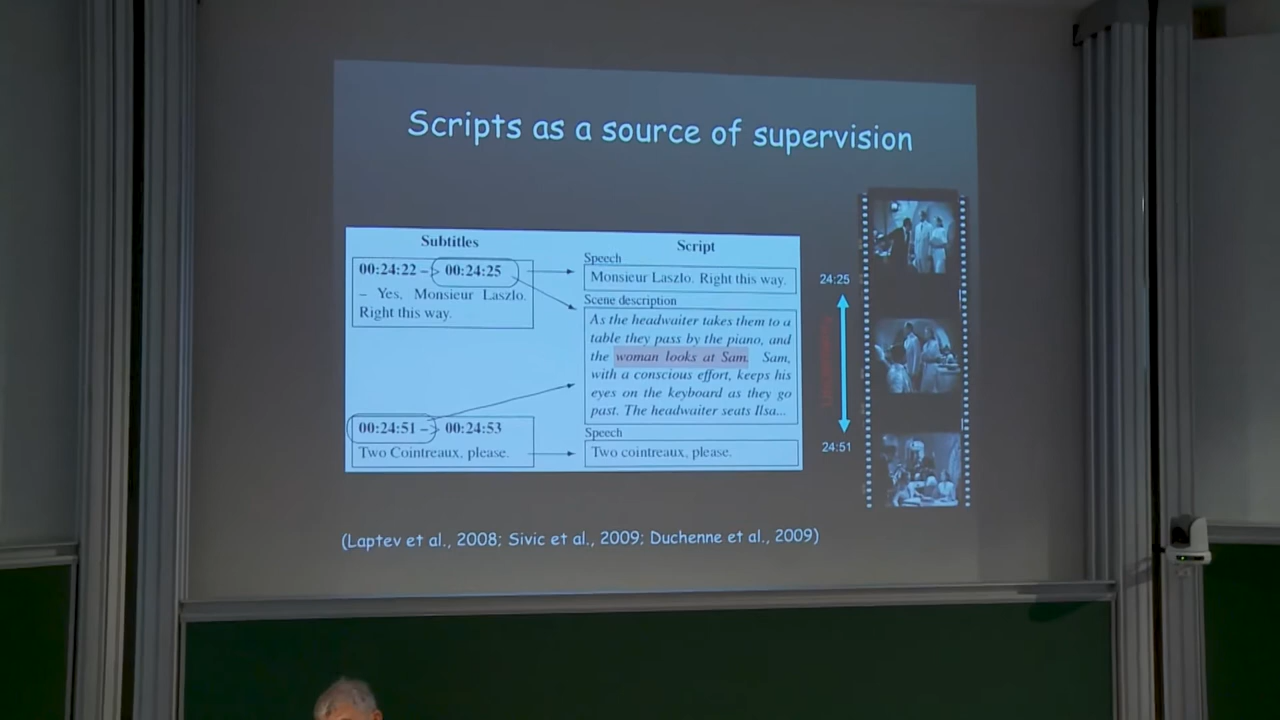 Scripts as a source of supervision
Subtitles
00:24:22 –> 00:24:25
– Yes, Monsieur Laszlo.
Right this way.
00:24:51 –> 00:24:53
Two Cointreaux, please.
Script
Speech
Monsieur Laszlo. Right this way.
Scene description
As the headwaiter takes them to a
table they pass by the piano, and
the woman looks at Sam. Sam,
with a conscious effort, keeps his
eyes on the keyboard as they go
past. The headwaiter seats Ilsa...
Speech
Two cointreaux, please.
24:25
24:51
(Laptev et al., 2008; Sivic et al., 2009; Duchenne et al., 2009)